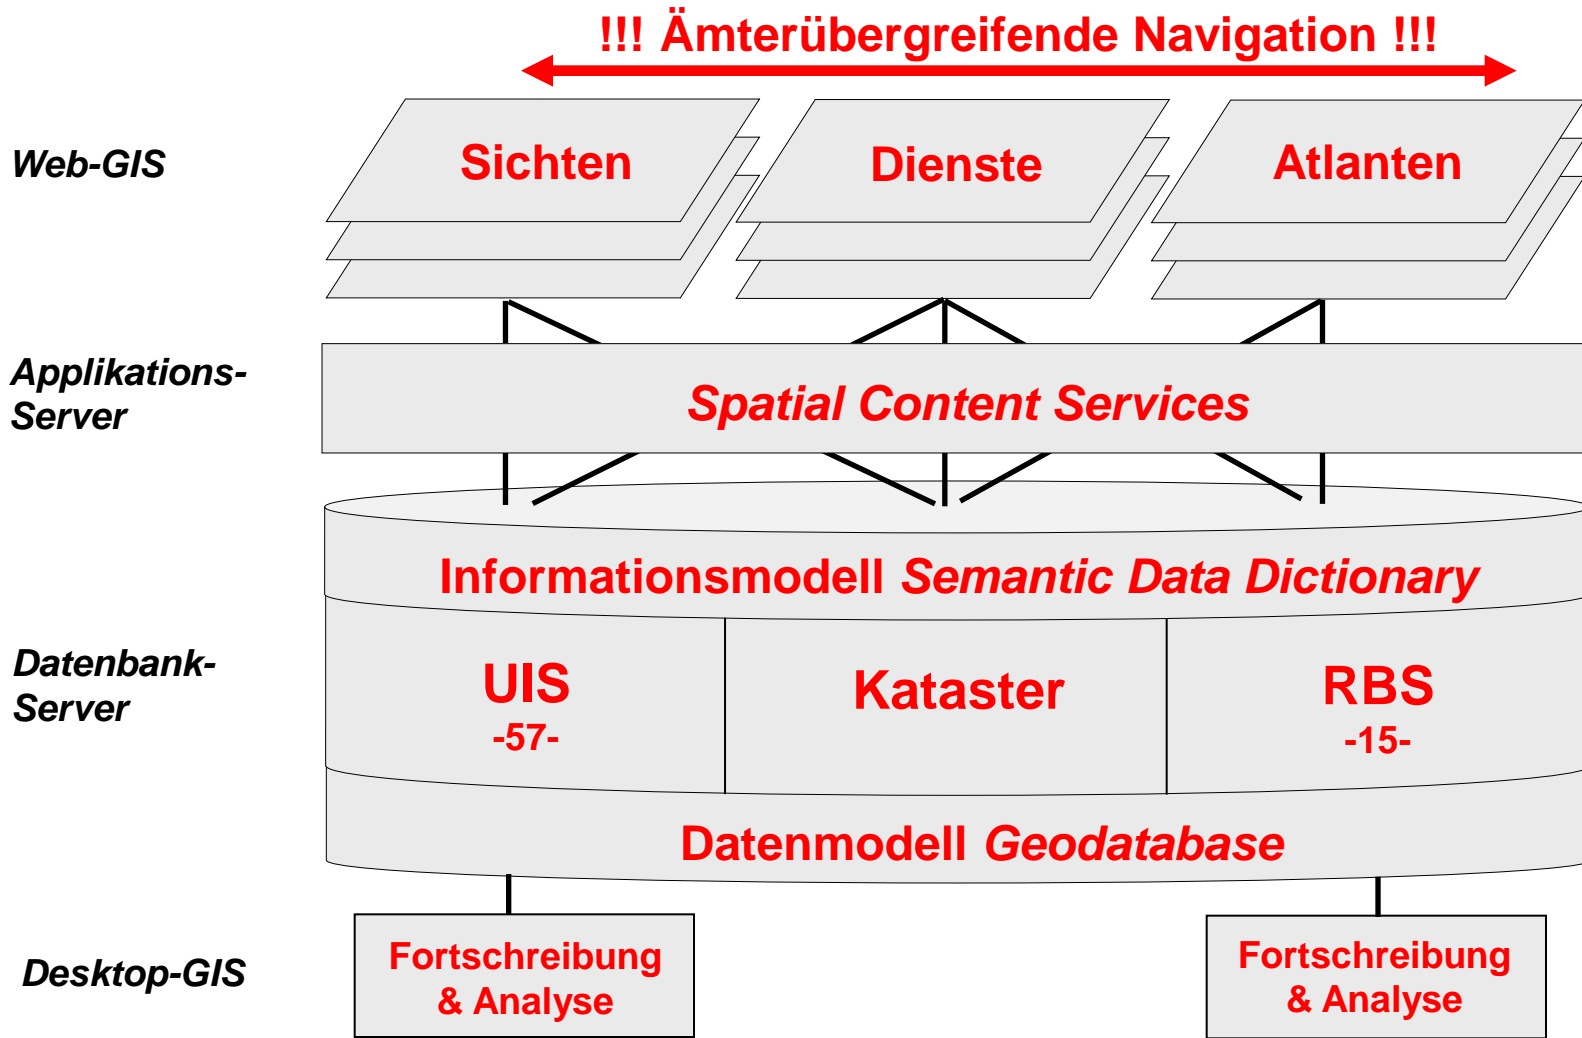 !!! Ämterübergreifende Navigation !!!
Web-GIS
Sichten
Dienste
Atlanten
Applikations-
Server
Spatial Content Services
Informationsmodell Semantic Data Dictionary
Datenbank-
Server
UIS
-57-
Kataster
RBS
-15-
Datenmodell Geodatabase
Desktop-GIS
Fortschreibung
& Analyse
Fortschreibung
& Analyse